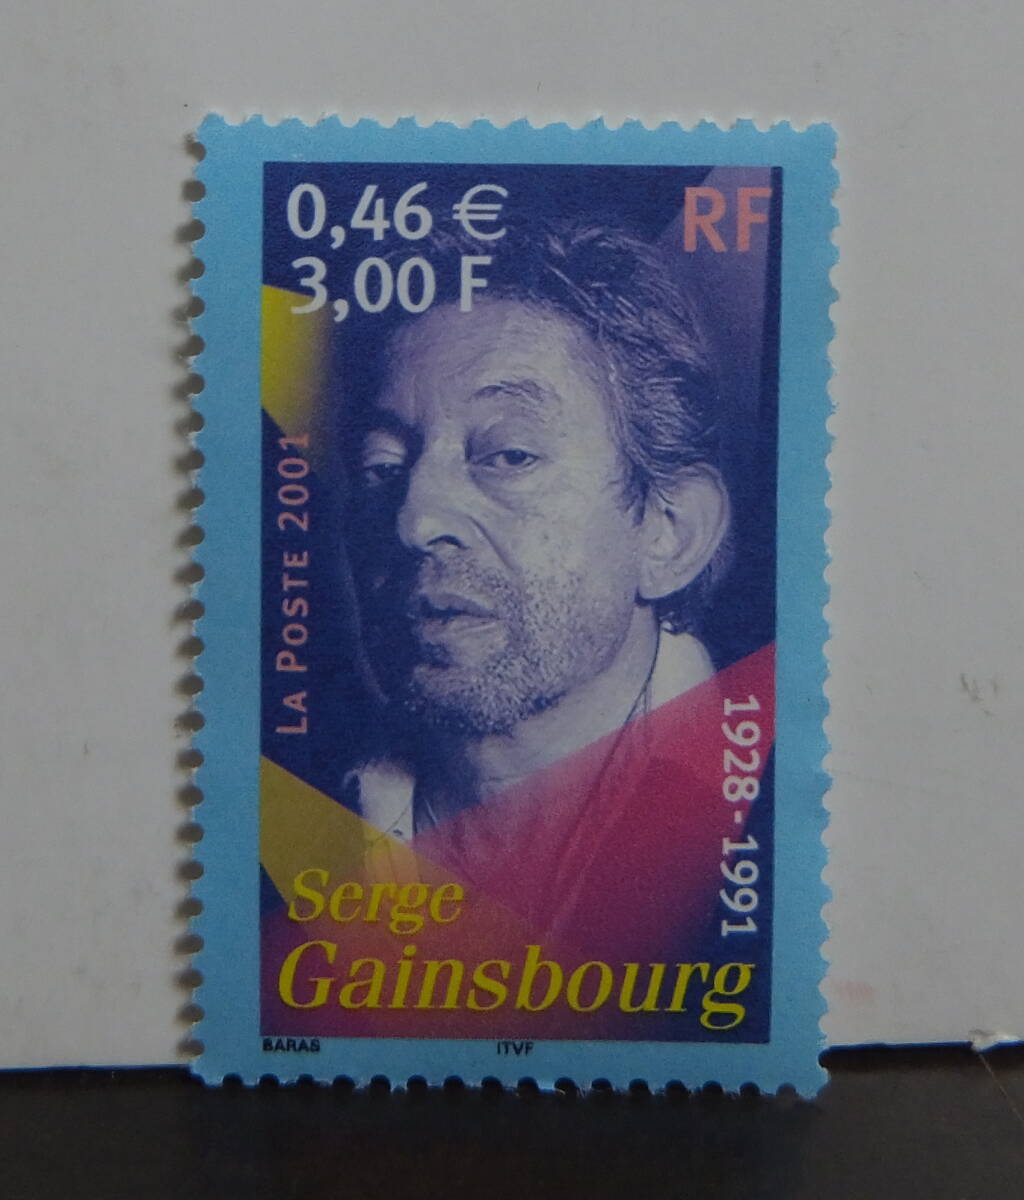 0,46 €
3,00 F
RF
LA POSTE 2001
1928 - 1991
Serge
Gainsbourg
BARAS
ITVF